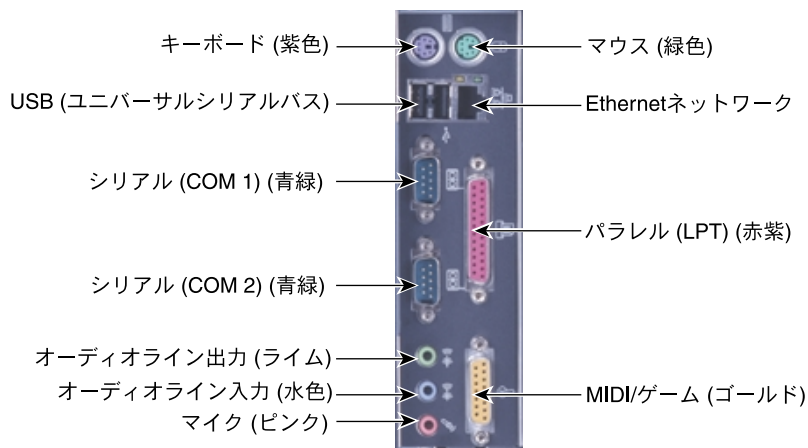 キーボード (紫色)
マウス (緑色)
USB (ユニバーサルシリアルバス)
Ethernetネットワーク
シリアル (COM 1) (青緑)
パラレル (LPT) (赤紫)
シリアル (COM 2) (青緑)
オーディオライン出力 (ライム)
オーディオライン入力 (水色)
MIDI/ゲーム (ゴールド)
マイク (ピンク)